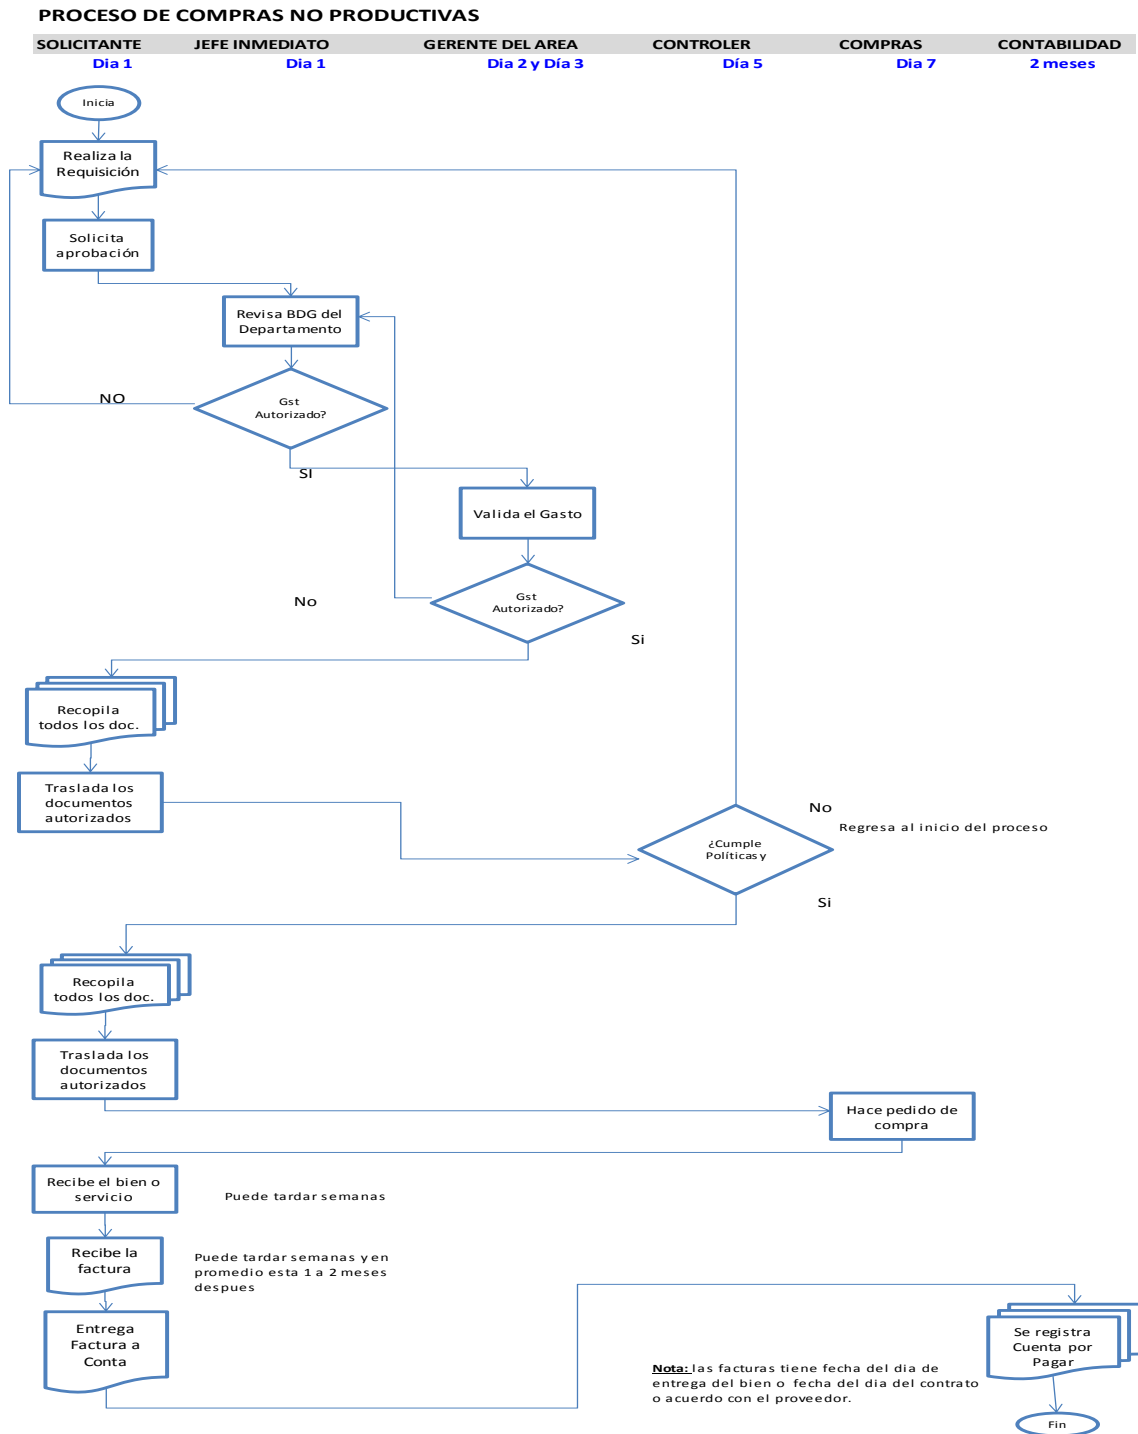 PROCESO DE COMPRAS NO PRODUCTIVAS
SOLICITANTE JEFE INMEDIATO GERENTE DEL AREA CONTROLER COMPRAS CONTABILIDAD
Dia 1 Dia 1 Dia 2 y Día 3 Día 5 Dia 7 2 meses
Inicia
Realiza la
Requisición
Solicita
aprobación
Revisa BDG del
Departamento
NO
Gst
Autorizado?
SI
Valida el Gasto
No
Gst
Autorizado?
Si
Recopila
todos los doc.
Traslada los
documentos
autorizados
No
Regresa al inicio del proceso
¿Cumple
Políticas y
Si
Recopila
todos los doc.
Traslada los
documentos
autorizados
Hace pedido de
compra
Recibe el bien o
servicio
Puede tardar semanas
Recibe la
factura
Puede tardar semanas y en
promedio esta 1 a 2 meses
despues
Entrega
Factura a
Conta
Se registra
Cuenta por
Pagar
Nota: las facturas tiene fecha del dia de
entrega del bien o fecha del dia del contrato
o acuerdo con el proveedor.
Fin